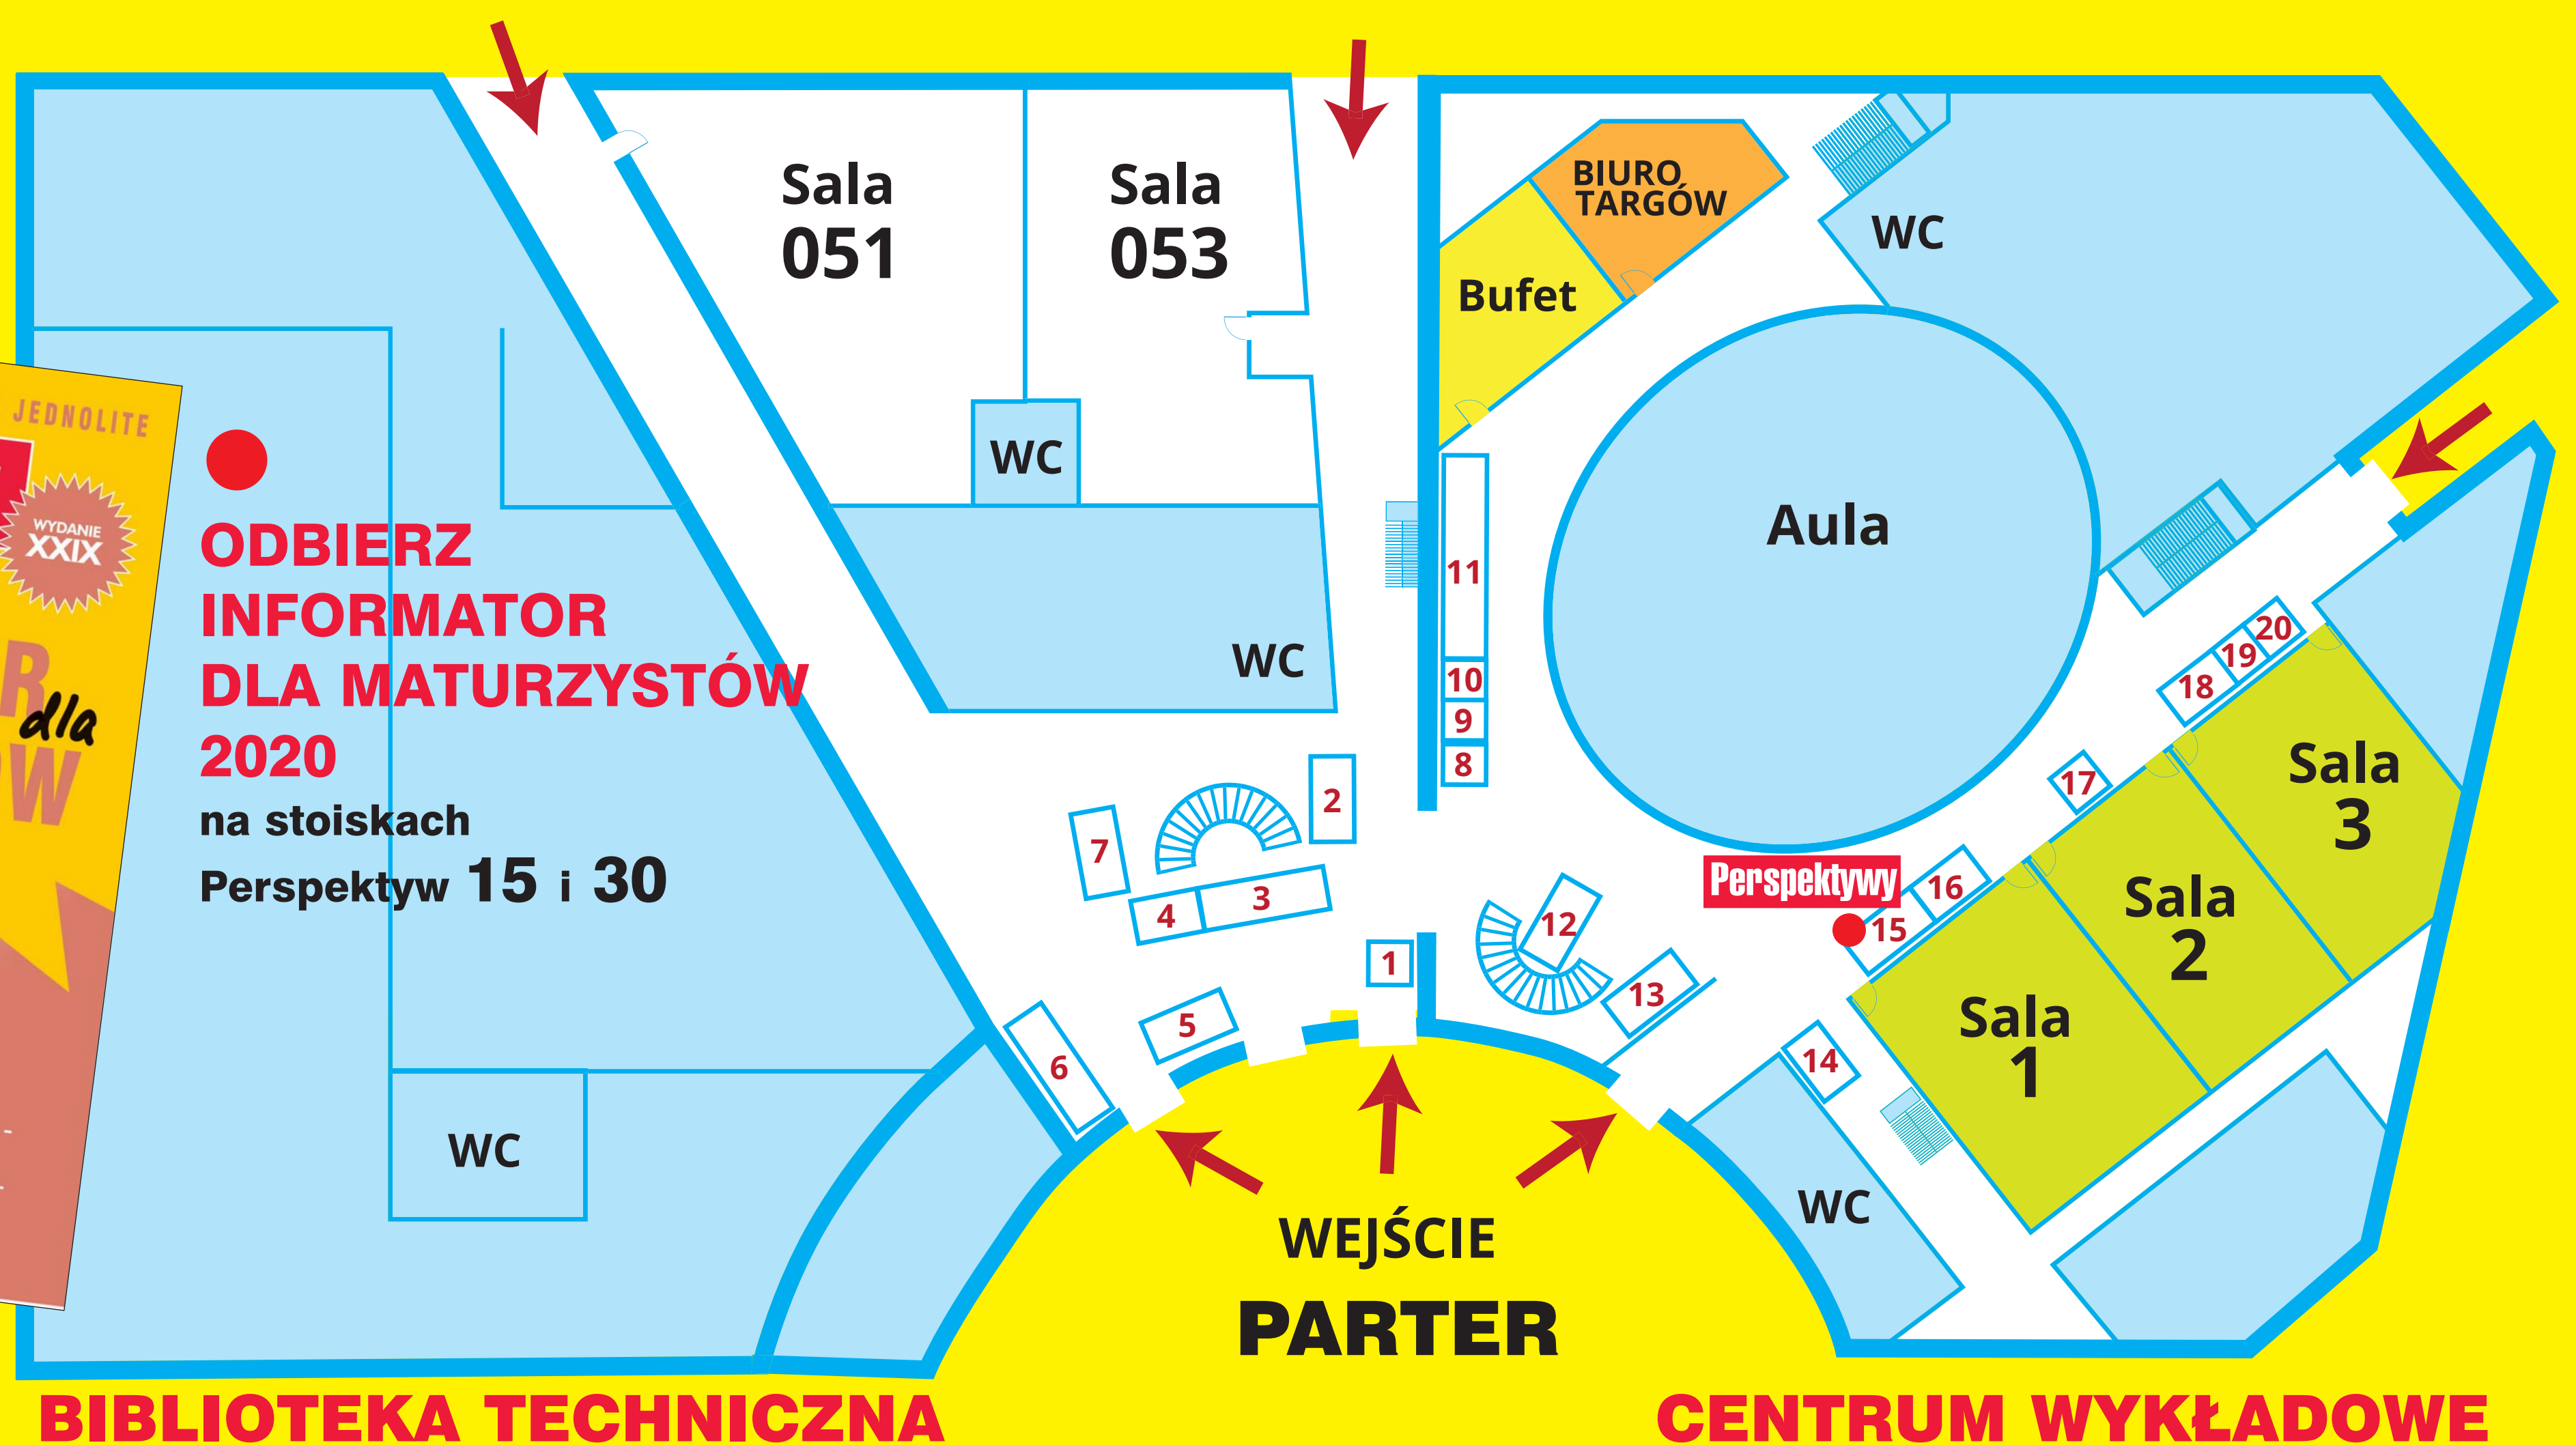 JEDNOLITE
WYDANIE
XXIX
R
dla
ÓW
ODBIERZ
INFORMATOR
DLA MATURZYSTÓW
2020
na stoiskach
Perspektyw 15 i 30
WC
Sala
051
Sala
053
WC
WC
BIURO
TARGÓW
Bufet
WC
Aula
11
10
9
8
2
7
4
3
1
5
6
12
13
Perspektywy
15
16
14
17
18
19
20
Sala
3
Sala
2
Sala
1
WC
WEJŚCIE
PARTER
BIBLIOTEKA TECHNICZNA
CENTRUM WYKŁADOWE